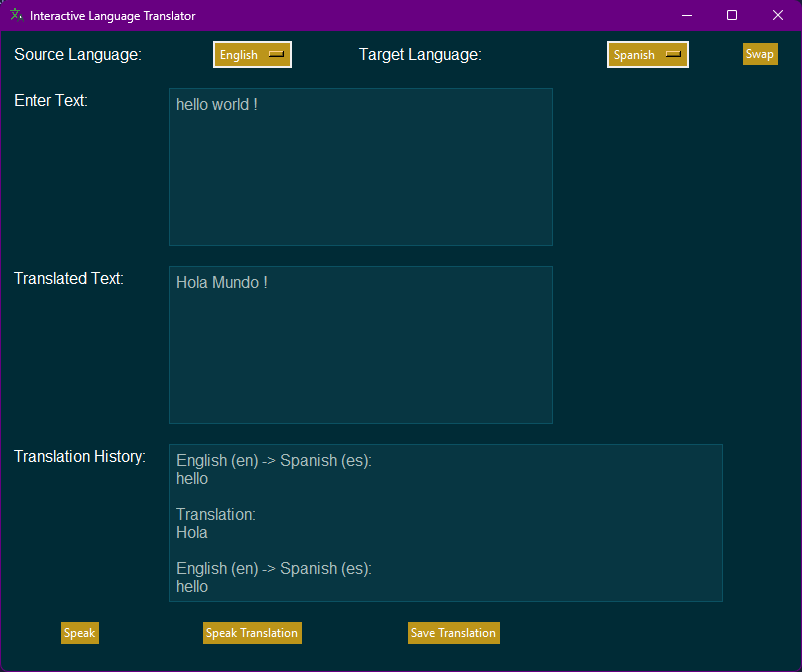 Interactive Language Translator
Source Language: English Target Language: Spanish Swap
Enter Text: hello world !
Translated Text: Hola Mundo !
Translation History: English (en) -> Spanish (es):
hello
Translation:
Hola
English (en) -> Spanish (es):
hello
Speak Speak Translation Save Translation